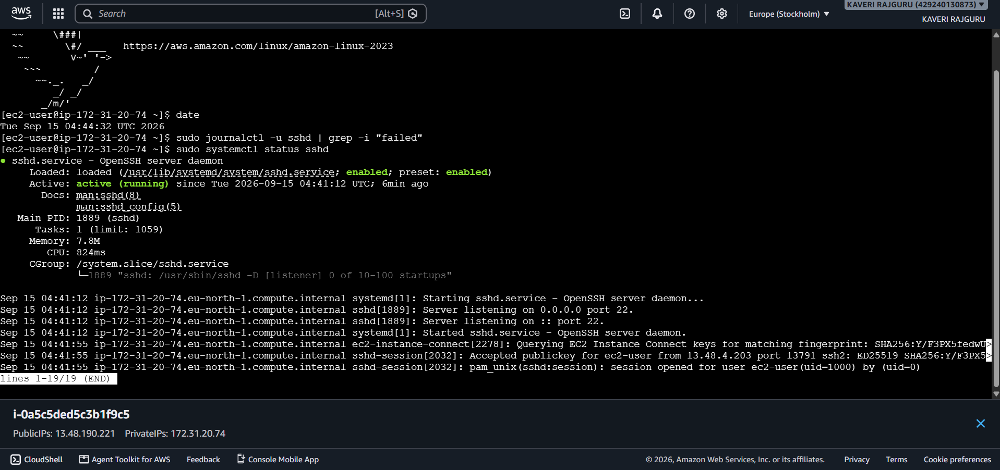 aws
Search
[Alt+S]
Europe (Stockholm) ▼
KAVERI RAJGURU (429240130873) ▼
KAVERI RAJGURU
~~     \###|
~~       \#/ ___   https://aws.amazon.com/linux/amazon-linux-2023
~~       V~' '->
~~~         /
~~._.   _/
_/ _/
_/m/'
[ec2-user@ip-172-31-20-74 ~]$ date
Tue Sep 15 04:44:32 UTC 2026
[ec2-user@ip-172-31-20-74 ~]$ sudo journalctl -u sshd | grep -i "failed"
[ec2-user@ip-172-31-20-74 ~]$ sudo systemctl status sshd
● sshd.service - OpenSSH server daemon
Loaded: loaded (/usr/lib/systemd/system/sshd.service; enabled; preset: enabled)
Active: active (running) since Tue 2026-09-15 04:41:12 UTC; 6min ago
Docs: man:sshd(8)
man:sshd_config(5)
Main PID: 1889 (sshd)
Tasks: 1 (limit: 1059)
Memory: 7.8M
CPU: 824ms
CGroup: /system.slice/sshd.service
└─1889 "sshd: /usr/sbin/sshd -D [listener] 0 of 10-100 startups"
Sep 15 04:41:12 ip-172-31-20-74.eu-north-1.compute.internal systemd[1]: Starting sshd.service - OpenSSH server daemon...
Sep 15 04:41:12 ip-172-31-20-74.eu-north-1.compute.internal sshd[1889]: Server listening on 0.0.0.0 port 22.
Sep 15 04:41:12 ip-172-31-20-74.eu-north-1.compute.internal sshd[1889]: Server listening on :: port 22.
Sep 15 04:41:12 ip-172-31-20-74.eu-north-1.compute.internal systemd[1]: Started sshd.service - OpenSSH server daemon.
Sep 15 04:41:55 ip-172-31-20-74.eu-north-1.compute.internal ec2-instance-connect[2278]: Querying EC2 Instance Connect keys for matching fingerprint: SHA256:Y/F3PX5fedwU>
Sep 15 04:41:55 ip-172-31-20-74.eu-north-1.compute.internal sshd-session[2032]: Accepted publickey for ec2-user from 13.48.4.203 port 13791 ssh2: ED25519 SHA256:Y/F3PX5>
Sep 15 04:41:55 ip-172-31-20-74.eu-north-1.compute.internal sshd-session[2032]: pam_unix(sshd:session): session opened for user ec2-user(uid=1000) by (uid=0)
lines 1-19/19 (END)
i-0a5c5ded5c3b1f9c5
PublicIPs: 13.48.190.221 PrivateIPs: 172.31.20.74
CloudShell Agent Toolkit for AWS Feedback Console Mobile App © 2026, Amazon Web Services, Inc. or its affiliates. Privacy Terms Cookie preferences